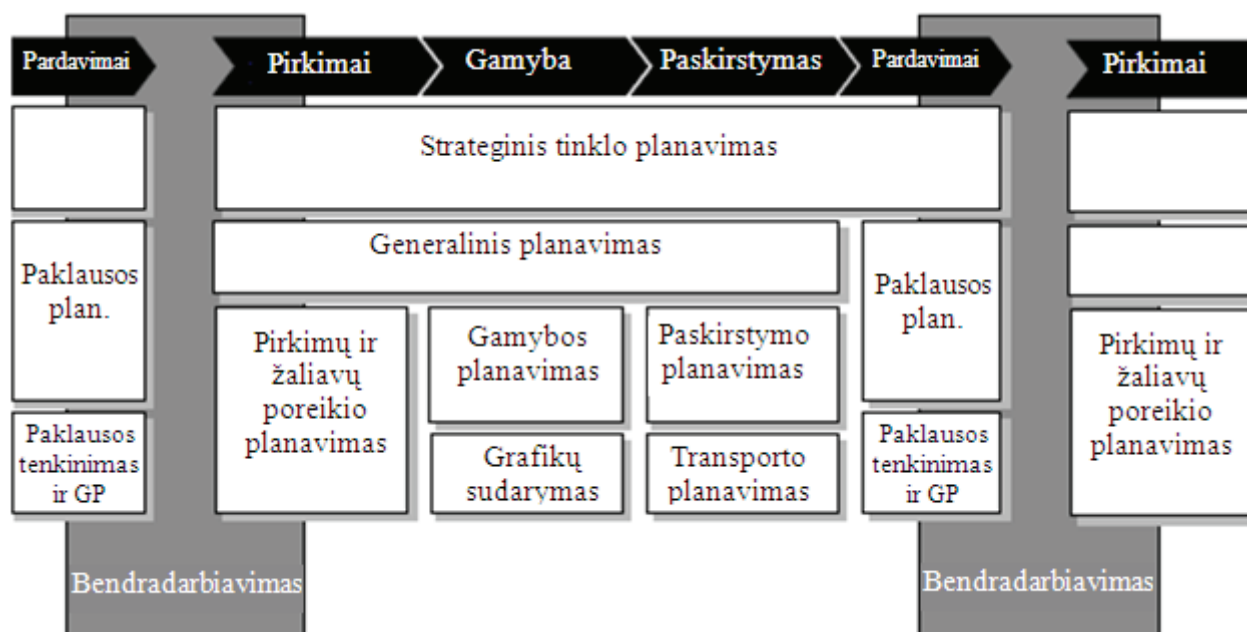 Pardavimai
Pirkimai
Gamyba
Paskirstymas
Pardavimai
Pirkimai
Strateginis tinklo planavimas
Generalinis planavimas
Paklausos
plan.
Pirkimų ir
žaliavų
poreikio
planavimas
Gamybos
planavimas
Paskirstymo
planavimas
Paklausos
plan.
Pirkimų ir
žaliavų
poreikio
planavimas
Paklausos
tenkinimas
ir GP
Grafikų
sudarymas
Transporto
planavimas
Paklausos
tenkinimas
ir GP
Bendradarbiavimas
Bendradarbiavimas